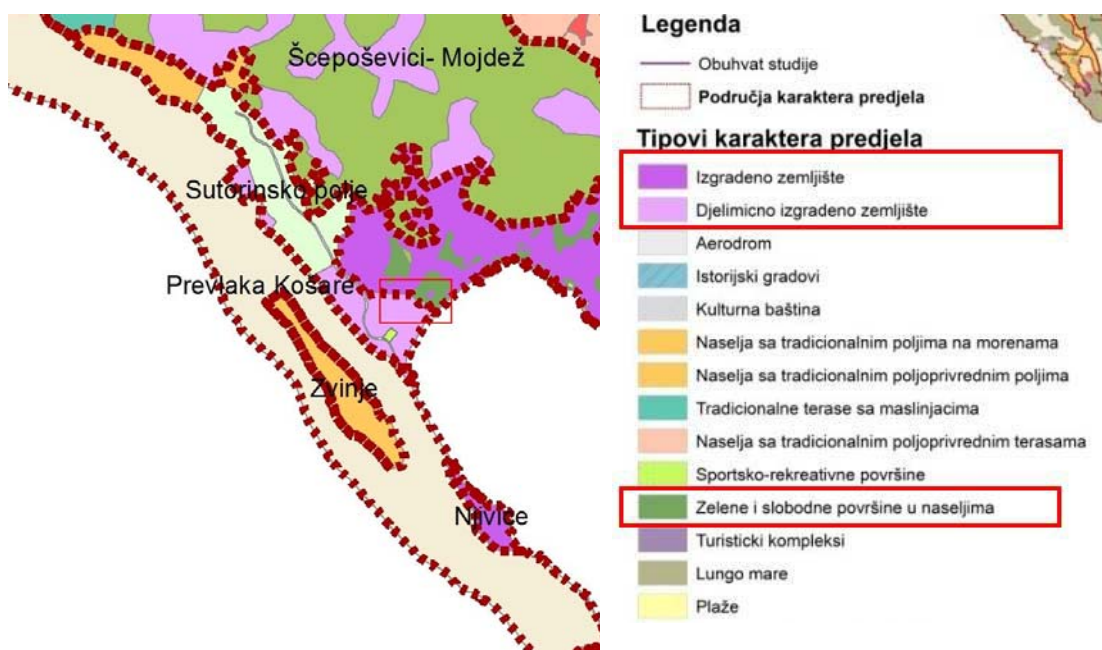 Šcepoševici- Mojdež
Sutorinsko polje
Prevlaka Košare
Žvinje
Njivice
Legenda
Obuhvat studije
Područja karaktera predjela
Tipovi karaktera predjela
Izgradeno zemljište
Djelimicno izgradeno zemljište
Aerodrom
Istorijski gradovi
Kulturna baština
Naselja sa tradicionalnim poljima na morenama
Naselja sa tradicionalnim poljoprivrednim poljima
Tradicionalne terase sa maslinjacima
Naselja sa tradicionalnim poljoprivrednim terasama
Sportsko-rekreativne površine
Zelene i slobodne površine u naseljima
Turisticki kompleksi
Lungo mare
Plaže